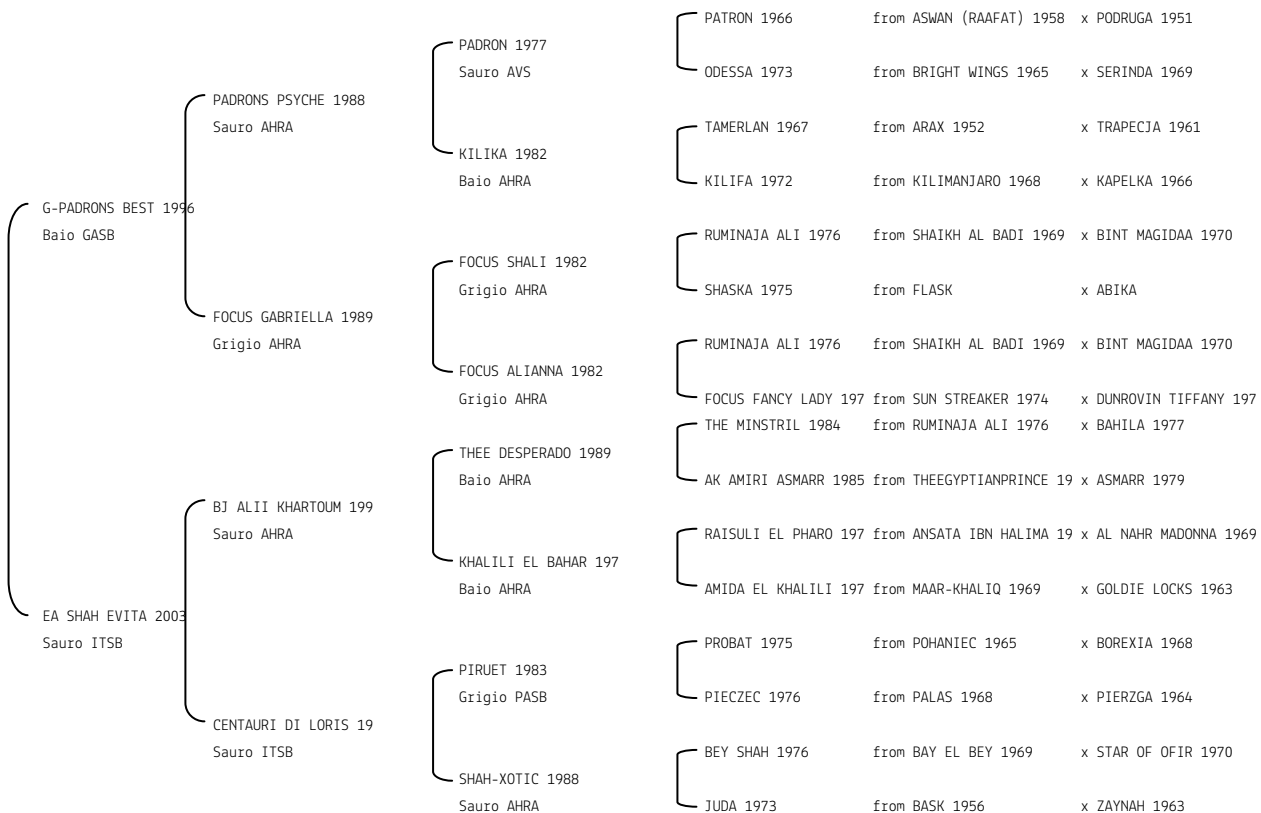 PATRON 1966 from ASWAN (RAAFAT) 1958 x PODRUGA 1951
PADRON 1977
Sauro AVS
ODESSA 1973 from BRIGHT WINGS 1965 x SERINDA 1969
PADRONS PSYCHE 1988
Sauro AHRA
TAMERLAN 1967 from ARAX 1952 x TRAPECJA 1961
KILIKA 1982
Baio AHRA
KILIFA 1972 from KILIMANJARO 1968 x KAPELKA 1966
G-PADRONS BEST 1996
Baio GASB
RUMINAJA ALI 1976 from SHAIKH AL BADI 1969 x BINT MAGIDAA 1970
FOCUS SHALI 1982
Grigio AHRA
SHASKA 1975 from FLASK x ABIKA
FOCUS GABRIELLA 1989
Grigio AHRA
RUMINAJA ALI 1976 from SHAIKH AL BADI 1969 x BINT MAGIDAA 1970
FOCUS ALIANNA 1982
Grigio AHRA
FOCUS FANCY LADY 197 from SUN STREAKER 1974 x DUNROVIN TIFFANY 197
THE MINSTRIL 1984 from RUMINAJA ALI 1976 x BAHILA 1977
THEE DESPERADO 1989
Baio AHRA
AK AMIRI ASMARR 1985 from THEEGYPTIANPRINCE 19 x ASMARR 1979
BJ ALII KHARTOUM 199
Sauro AHRA
RAISULI EL PHARO 197 from ANSATA IBN HALIMA 19 x AL NAHR MADONNA 1969
KHALILI EL BAHAR 197
Baio AHRA
AMIDA EL KHALILI 197 from MAAR-KHALIQ 1969 x GOLDIE LOCKS 1963
EA SHAH EVITA 2003
Sauro ITSB
PROBAT 1975 from POHANIEC 1965 x BOREXIA 1968
PIRUET 1983
Grigio PASB
PIECZEC 1976 from PALAS 1968 x PIERZGA 1964
CENTAURI DI LORIS 19
Sauro ITSB
BEY SHAH 1976 from BAY EL BEY 1969 x STAR OF OFIR 1970
SHAH-XOTIC 1988
Sauro AHRA
JUDA 1973 from BASK 1956 x ZAYNAH 1963